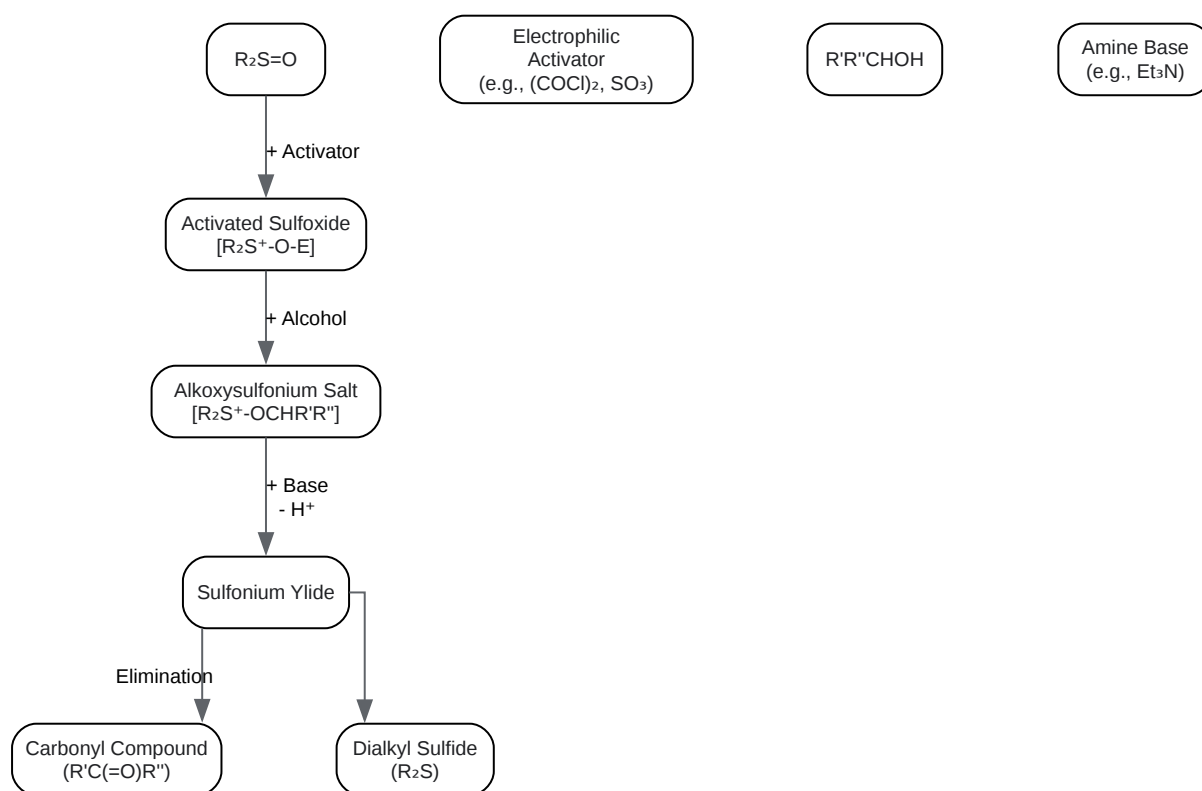 R₂S=O
Electrophilic
Activator
(e.g., (COCl)₂, SO₃)
R'R''CHOH
Amine Base
(e.g., Et₃N)
+ Activator
Activated Sulfoxide
[R₂S⁺-O-E]
+ Alcohol
Alkoxysulfonium Salt
[R₂S⁺-OCHR'R'']
+ Base
- H⁺
Sulfonium Ylide
Elimination
Carbonyl Compound
(R'C(=O)R'')
Dialkyl Sulfide
(R₂S)